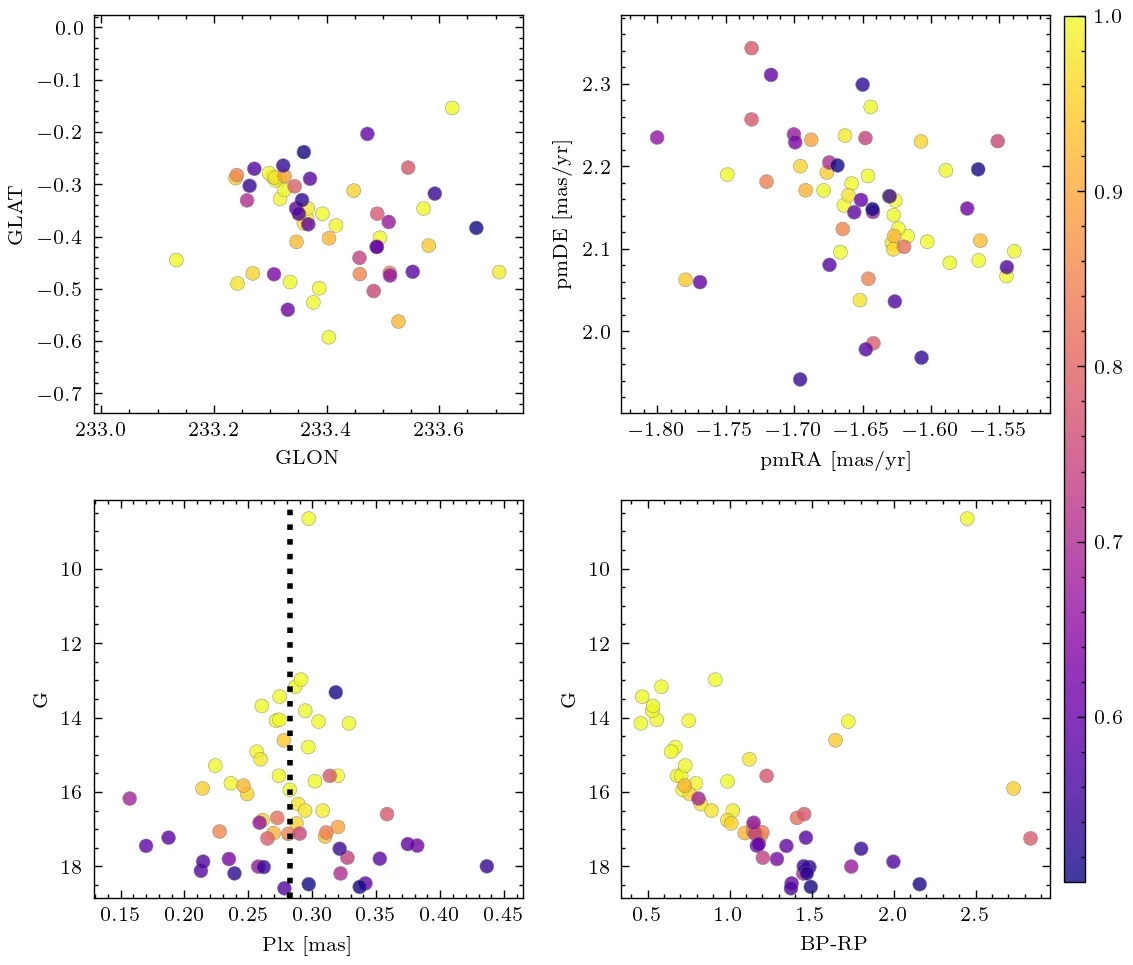 0.0
−0.1
−0.2
−0.3
−0.4
−0.5
−0.6
−0.7
GLAT
233.0 233.2 233.4 233.6
GLON
2.3
2.2
2.1
2.0
pmDE [mas/yr]
−1.80 −1.75 −1.70 −1.65 −1.60 −1.55
pmRA [mas/yr]
1.0
0.9
0.8
0.7
0.6
10
12
14
16
18
G
0.15 0.20 0.25 0.30 0.35 0.40 0.45
Plx [mas]
10
12
14
16
18
G
0.5 1.0 1.5 2.0 2.5
BP-RP